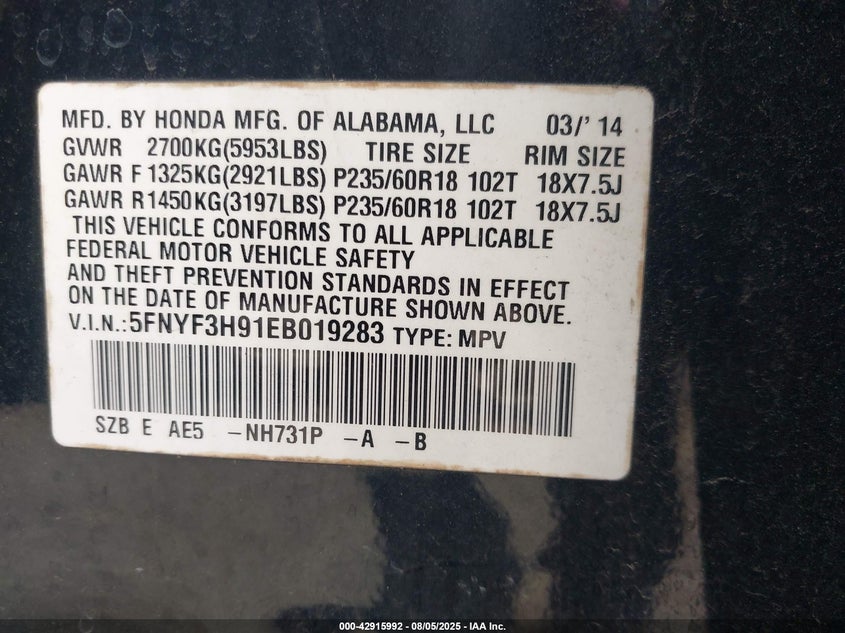 MFD. BY HONDA MFG. OF ALABAMA, LLC 03/' 14
GVWR 2700KG(5953LBS) TIRE SIZE RIM SIZE
GAWR F 1325KG(2921LBS) P235/60R18 102T 18X7.5J
GAWR R1450KG(3197LBS) P235/60R18 102T 18X7.5J
THIS VEHICLE CONFORMS TO ALL APPLICABLE
FEDERAL MOTOR VEHICLE SAFETY
AND THEFT PREVENTION STANDARDS IN EFFECT
ON THE DATE OF MANUFACTURE SHOWN ABOVE.
V.I.N.:5FNYF3H91EB019283 TYPE: MPV
SZB E AE5 -NH731P -A -B
000-42915992 - 08/05/2025 - IAA Inc.